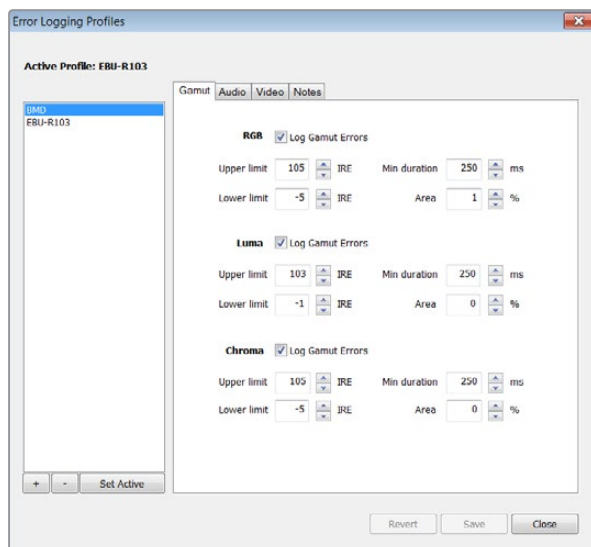 Error Logging Profiles
Active Profile: EBU-R103
BMD
EBU-R103
Gamut Audio Video Notes
RGB Log Gamut Errors
Upper limit 105 IRE Min duration 250 ms
Lower limit -5 IRE Area 1 %
Luma Log Gamut Errors
Upper limit 103 IRE Min duration 250 ms
Lower limit -1 IRE Area 0 %
Chroma Log Gamut Errors
Upper limit 105 IRE Min duration 250 ms
Lower limit -5 IRE Area 0 %
+ - Set Active
Revert Save Close